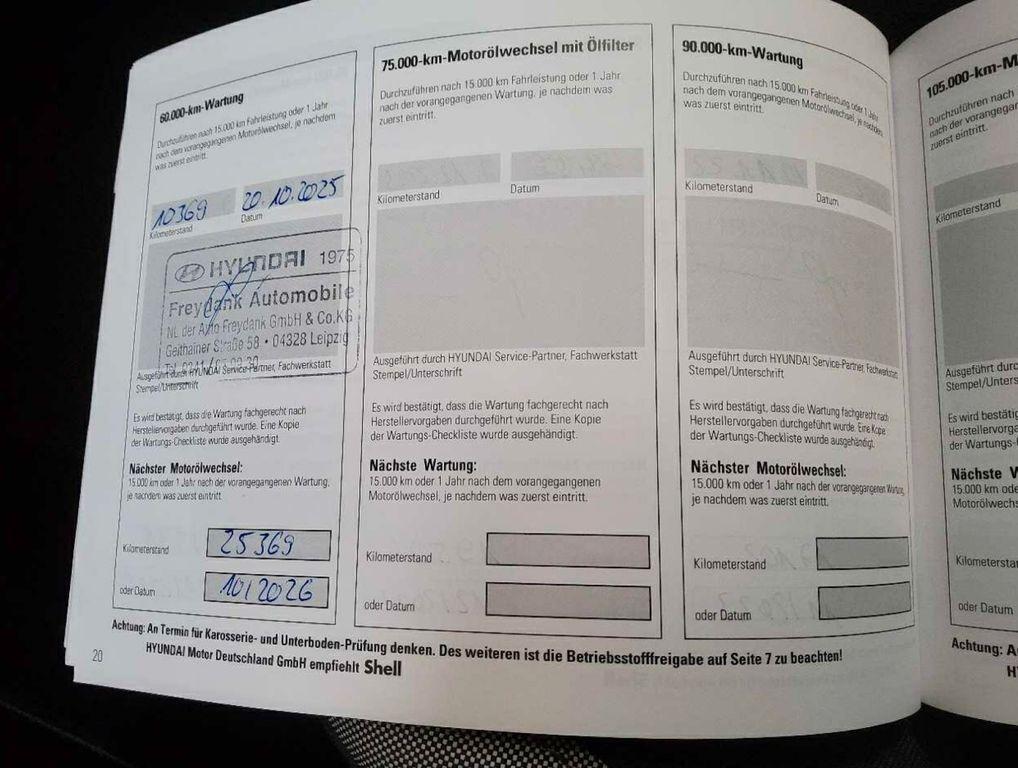 60.000-km-Wartung
Durchzuführen nach 15.000 km Fahrleistung oder 1 Jahr
nach dem vorangegangenen Motorölwechsel, je nachdem
was zuerst eintritt.
10369
20.10.2025
Kilometerstand
Datum
HYUNDAI 1975
Freydank Automobile
NL der Auto Freydank GmbH & Co.KG
Geithainer Straße 58 • 04328 Leipzig
Ausgeführt durch HYUNDAI Service-Partner, Fachwerkstatt
Stempel/Unterschrift
Es wird bestätigt, dass die Wartung fachgerecht nach
Herstellervorgaben durchgeführt wurde. Eine Kopie
der Wartungs-Checkliste wurde ausgehändigt.
Nächster Motorölwechsel:
15.000 km oder 1 Jahr nach der vorangegangenen Wartung,
je nachdem was zuerst eintritt.
Kilometerstand 25369
oder Datum 10/2026
75.000-km-Motorölwechsel mit Ölfilter
Durchzuführen nach 15.000 km Fahrleistung oder 1 Jahr
nach der vorangegangenen Wartung, je nachdem was
zuerst eintritt.
Kilometerstand
Datum
Ausgeführt durch HYUNDAI Service-Partner, Fachwerkstatt
Stempel/Unterschrift
Es wird bestätigt, dass die Wartung fachgerecht nach
Herstellervorgaben durchgeführt wurde. Eine Kopie
der Wartungs-Checkliste wurde ausgehändigt.
Nächste Wartung:
15.000 km oder 1 Jahr nach dem vorangegangenen
Motorölwechsel, je nachdem was zuerst eintritt.
Kilometerstand
oder Datum
90.000-km-Wartung
Durchzuführen nach 15.000 km Fahrleistung oder 1 Jahr
nach dem vorangegangenen Motorölwechsel, je nachdem
was zuerst eintritt.
Kilometerstand
Datum
Ausgeführt durch HYUNDAI Service-Partner, Fachwerkstatt
Stempel/Unterschrift
Es wird bestätigt, dass die Wartung fachgerecht nach
Herstellervorgaben durchgeführt wurde. Eine Kopie
der Wartungs-Checkliste wurde ausgehändigt.
Nächster Motorölwechsel:
15.000 km oder 1 Jahr nach der vorangegangenen Wartung,
je nachdem was zuerst eintritt.
Kilometerstand
oder Datum
Achtung: An Termin für Karosserie- und Unterboden-Prüfung denken. Des weiteren ist die Betriebsstofffreigabe auf Seite 7 zu beachten!
HYUNDAI Motor Deutschland GmbH empfiehlt Shell
20
105.000-km-M
Durchzuführen nach
nach der vorangegan
zuerst eintritt.
Kilometerstand
Ausgeführt durch
Stempel/Unters
Es wird bestätig
Herstellervorga
der Wartungs-
Nächste W
15.000 km ode
Motorölwechs
Kilometersta
oder Datum
Achtung: A
H